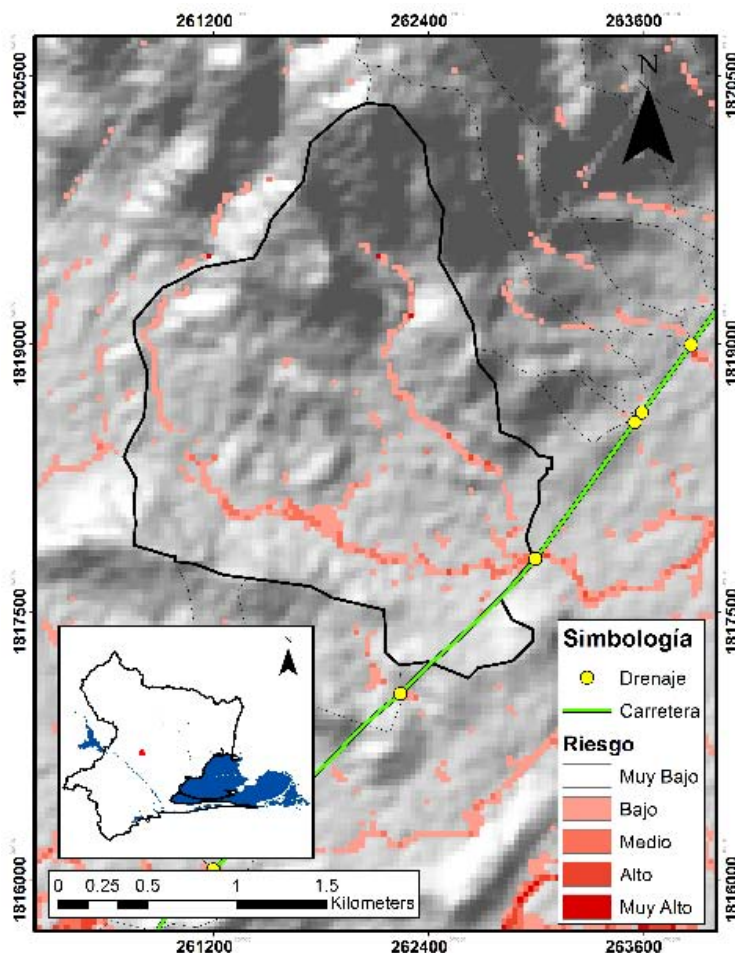 261200 262400 263600
1820500
1820500
N
1819000
1819000
1817500
1817500
Simbología
Drenaje
Carretera
Riesgo
Muy Bajo
Bajo
Medio
Alto
Muy Alto
1816000
1816000
0 0.25 0.5 1 1.5
Kilometers
261200 262400 263600